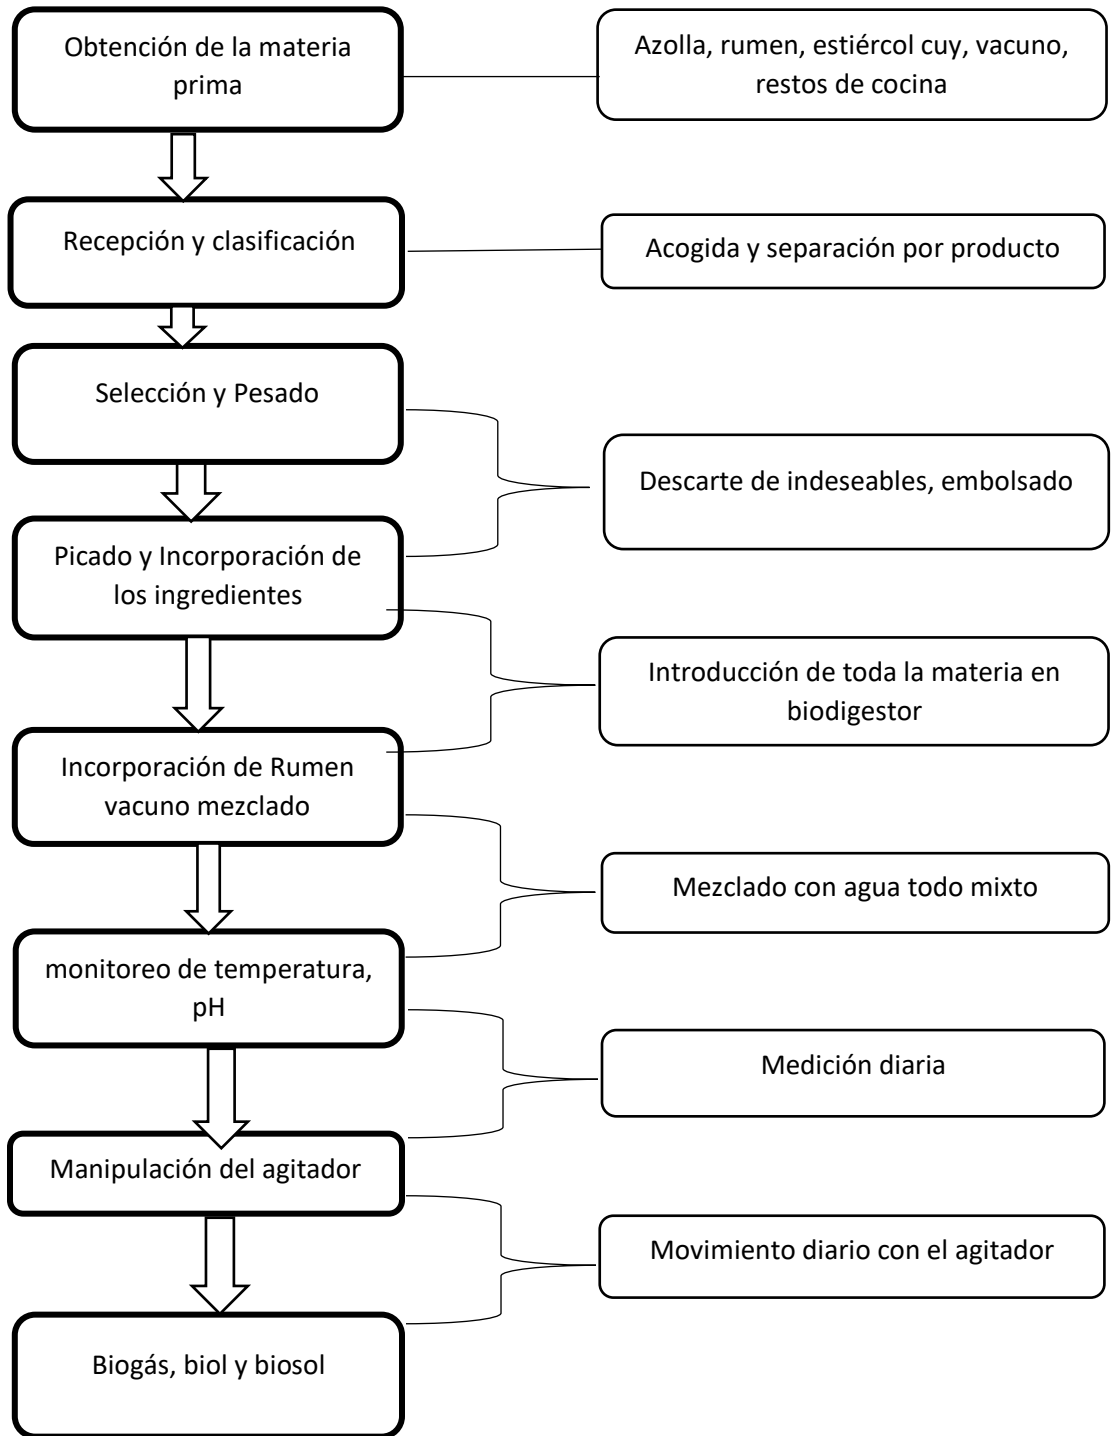 Obtención de la materia
prima
Azolla, rumen, estiércol cuy, vacuno,
restos de cocina
Recepción y clasificación
Acogida y separación por producto
Selección y Pesado
Descarte de indeseables, embolsado
Picado y Incorporación de
los ingredientes
Introducción de toda la materia en
biodigestor
Incorporación de Rumen
vacuno mezclado
Mezclado con agua todo mixto
monitoreo de temperatura,
pH
Medición diaria
Manipulación del agitador
Movimiento diario con el agitador
Biogás, biol y biosol